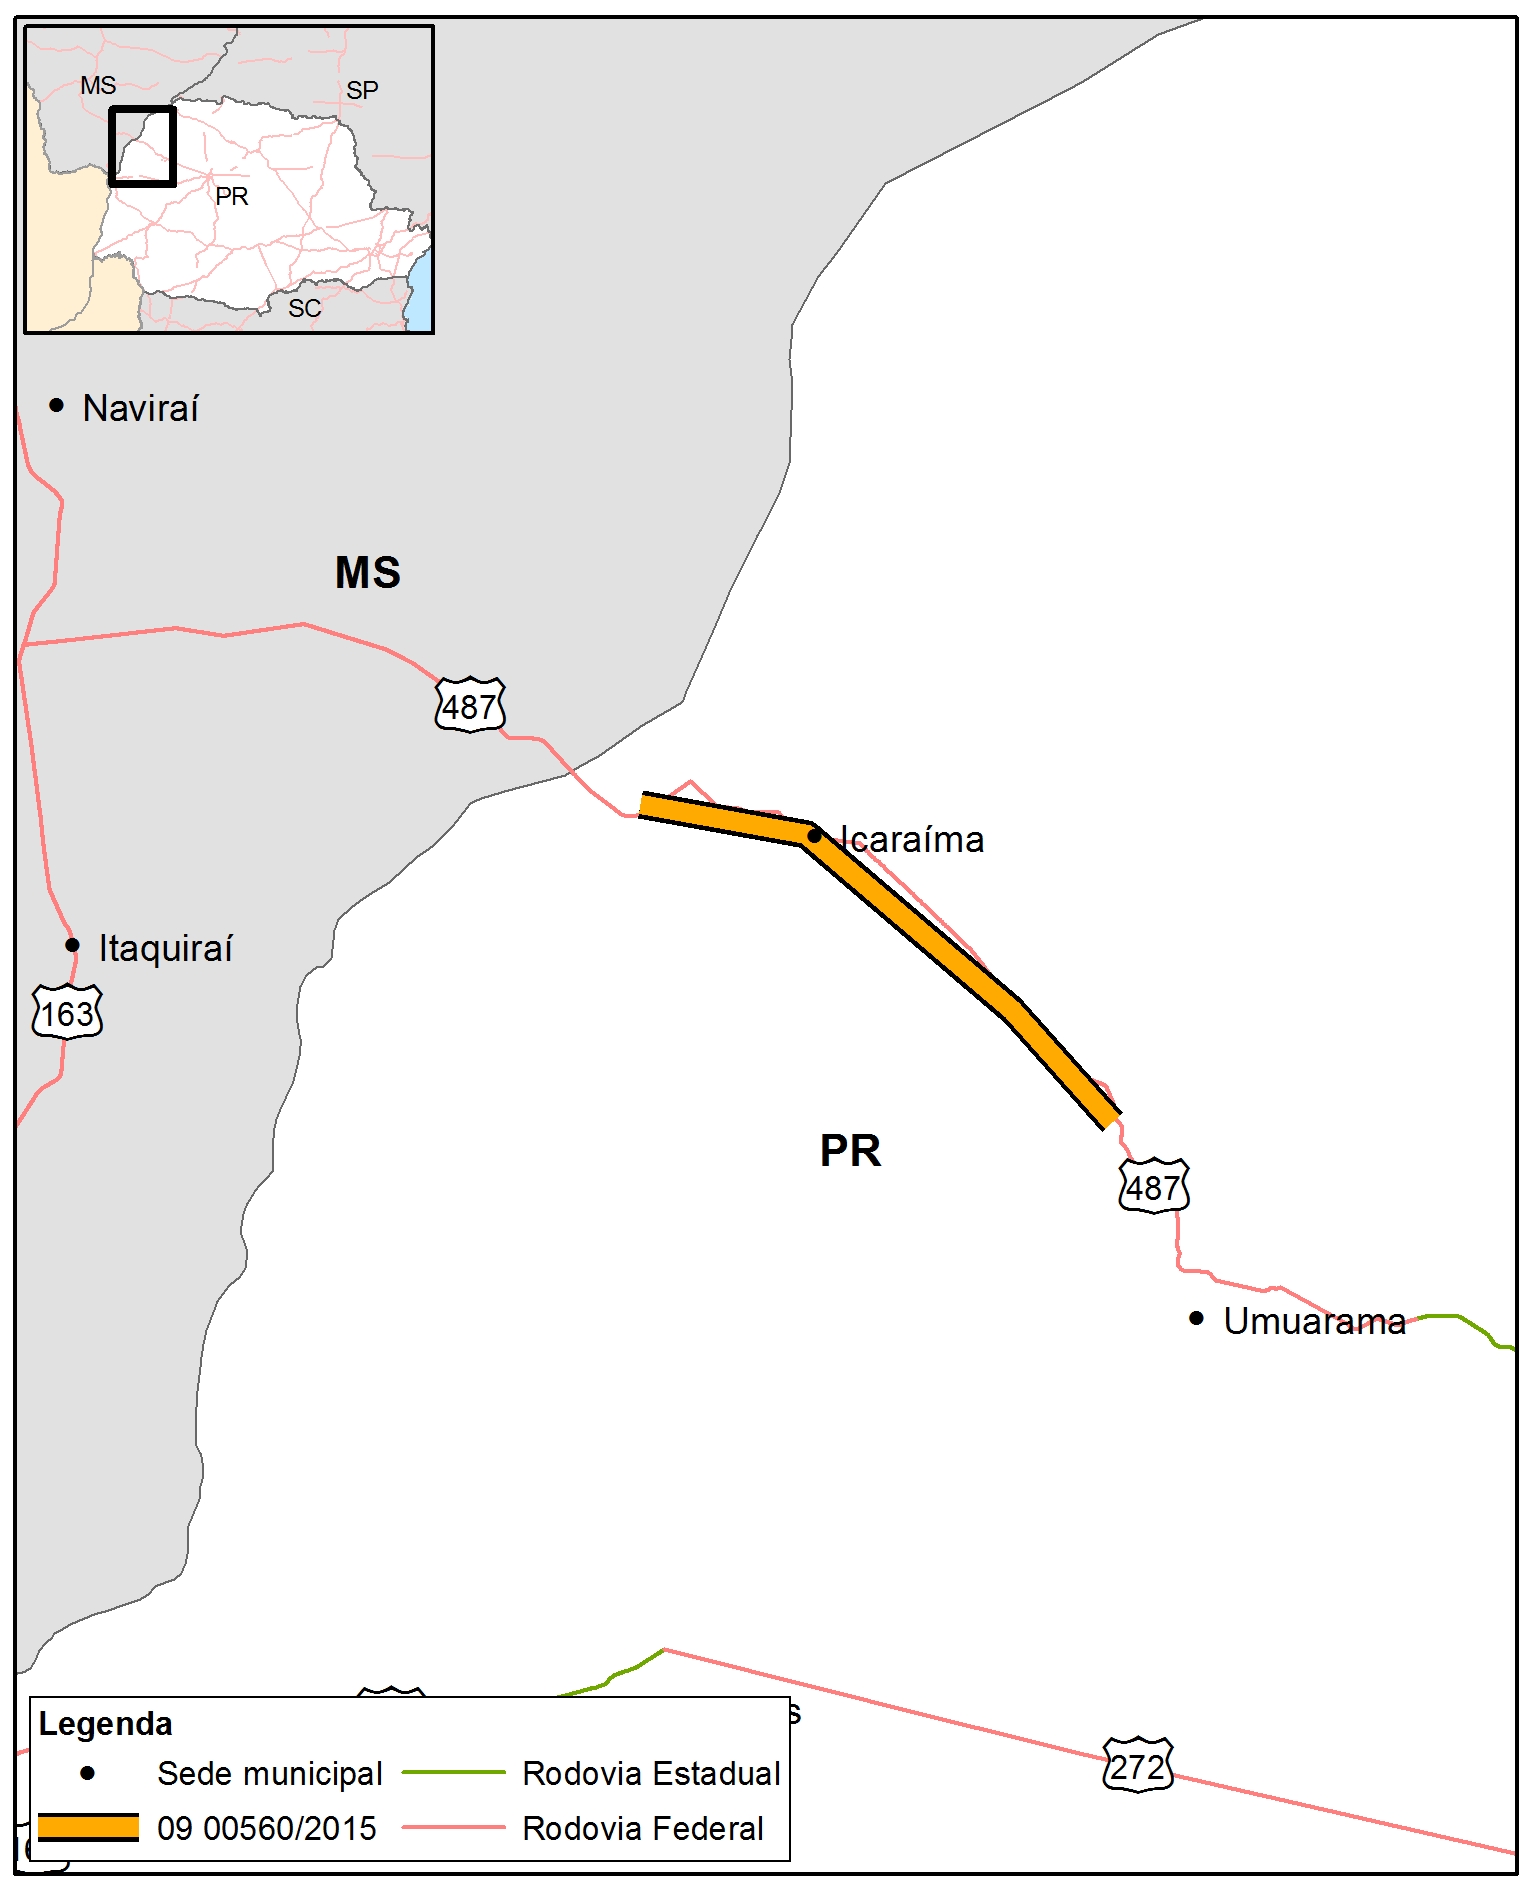 MS
SP
PR
SC
Naviraí
MS
487
Icaraíma
Itaquiraí
163
PR
487
Umuarama
s
272
Legenda
Sede municipal
Rodovia Estadual
09 00560/2015
Rodovia Federal